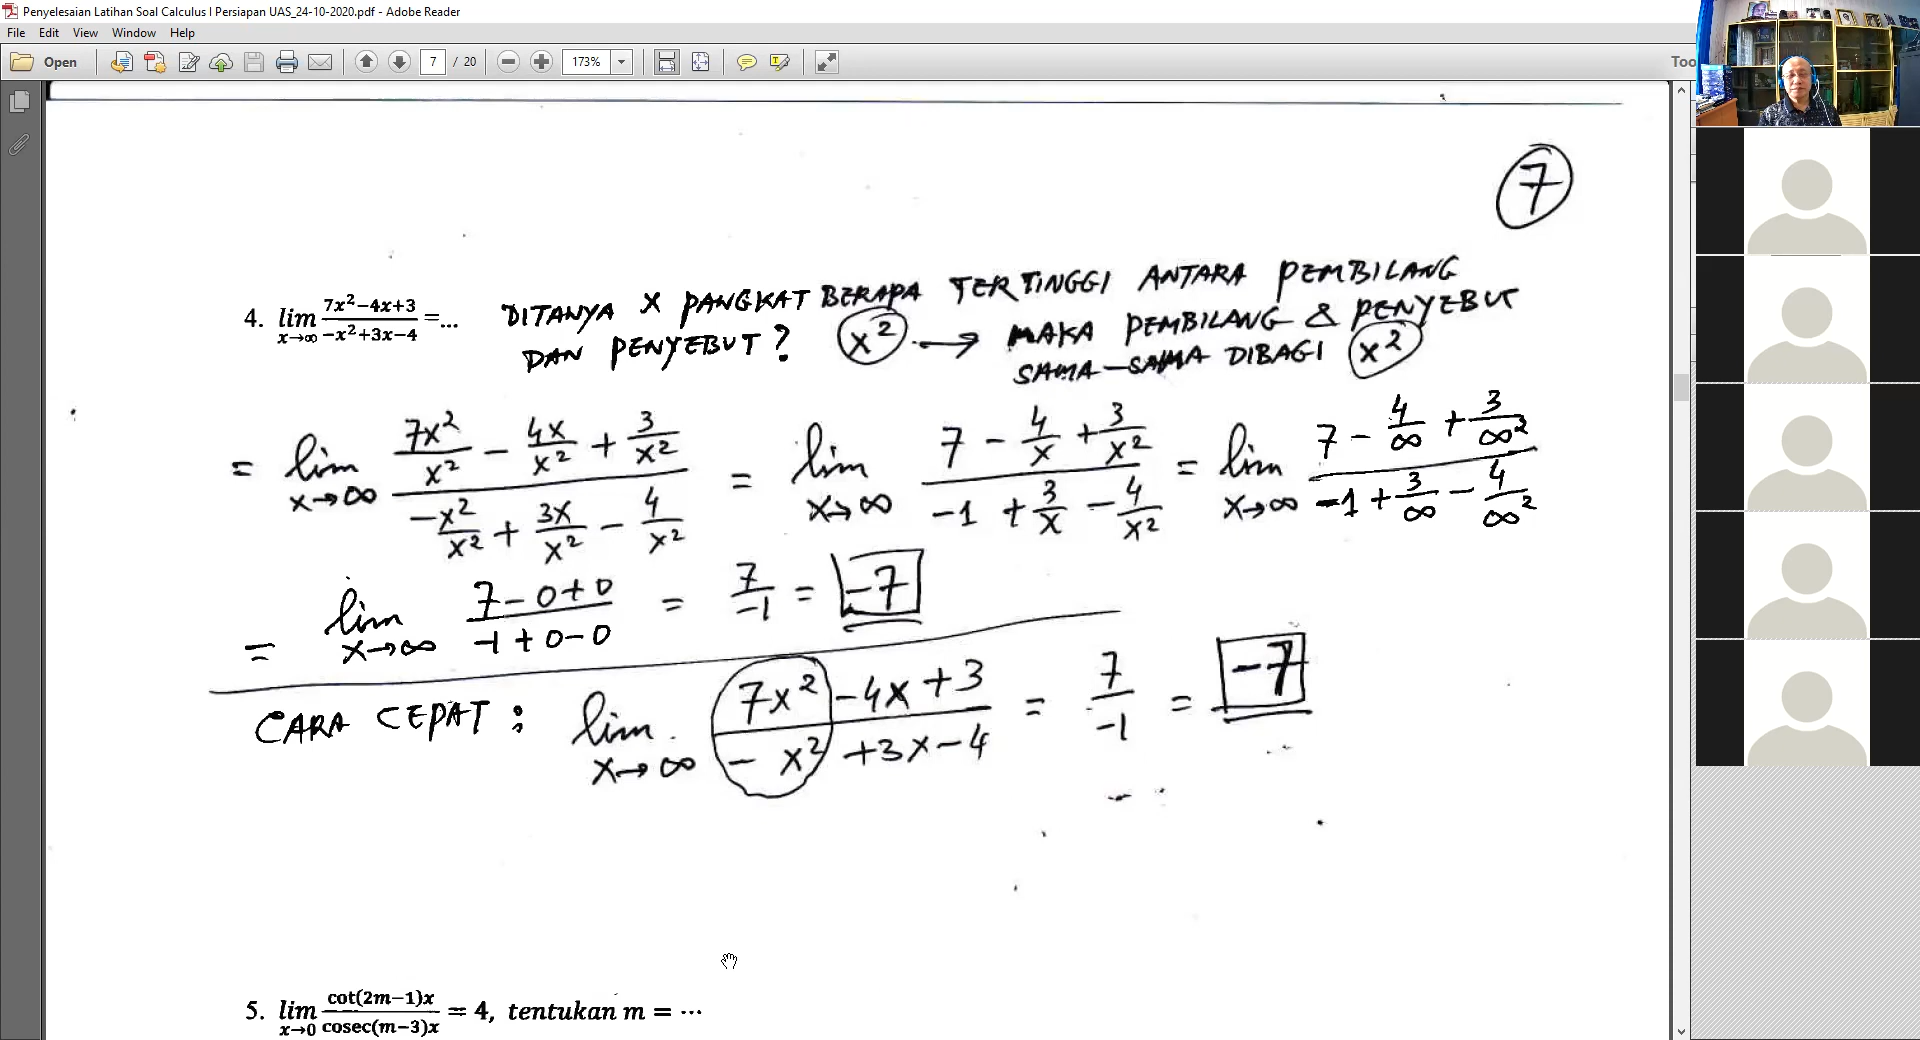 Penyelesaian Latihan Soal Calculus I Persiapan UAS_24-10-2020.pdf - Adobe Reader
File Edit View Window Help
Open 7 / 20 173% Too
7
4. lim x→∞ (7x²−4x+3)/(−x²+3x−4) =... DITANYA X PANGKAT BERAPA TERTINGGI ANTARA PEMBILANG
DAN PENYEBUT? x² → MAKA PEMBILANG & PENYEBUT
SAMA-SAMA DIBAGI x²
= lim x→∞ (7x²/x² − 4x/x² + 3/x²)/(−x²/x² + 3x/x² − 4/x²) = lim x→∞ (7 − 4/x + 3/x²)/(−1 + 3/x − 4/x²) = lim x→∞ (7 − 4/∞ + 3/∞²)/(−1 + 3/∞ − 4/∞²)
= lim x→∞ (7−0+0)/(−1+0−0) = 7/−1 = −7
CARA CEPAT : lim x→∞ (7x²−4x+3)/(−x²+3x−4) = 7/−1 = −7
5. lim x→0 cot(2m−1)x/cosec(m−3)x = 4, tentukan m = ...